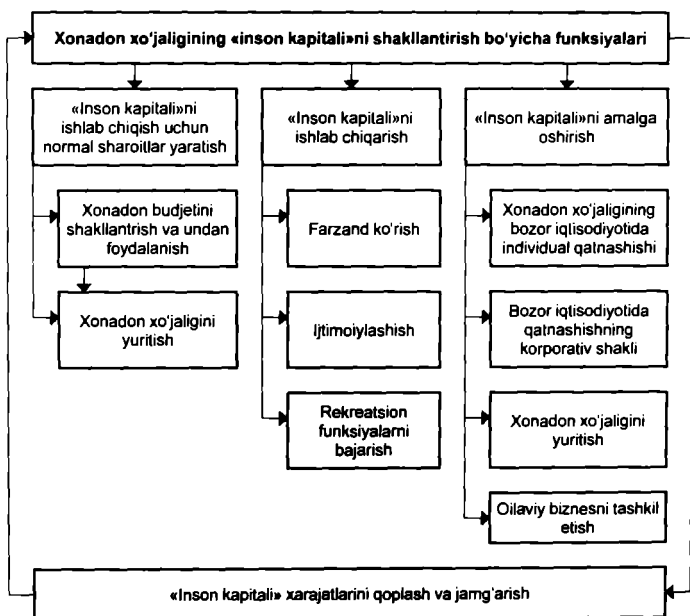 Xonadon xo‘jaligining «inson kapitali»ni shakllantirish bo‘yicha funksiyalari
«Inson kapitali»ni
ishlab chiqish uchun
normal sharoitlar yaratish
Xonadon budjetini
shakllantrish va undan
foydalanish
Xonadon xo‘jaligini
yuritish
«Inson kapitali»ni
ishlab chiqarish
Farzand ko‘rish
Ijtimoiylashish
Rekreatsion
funksiyalarni
bajarish
«Inson kapitali»ni amalga
oshirish
Xonadon xo‘jaligining
bozor iqtisodiyotida
individual qatnashishi
Bozor iqtisodiyotida
qatnashishning
korporativ shakli
Xonadon xo‘jaligini
yuritish
Oilaviy biznesni tashkil
etish
«Inson kapitali» xarajatlarini qoplash va jamg‘arish